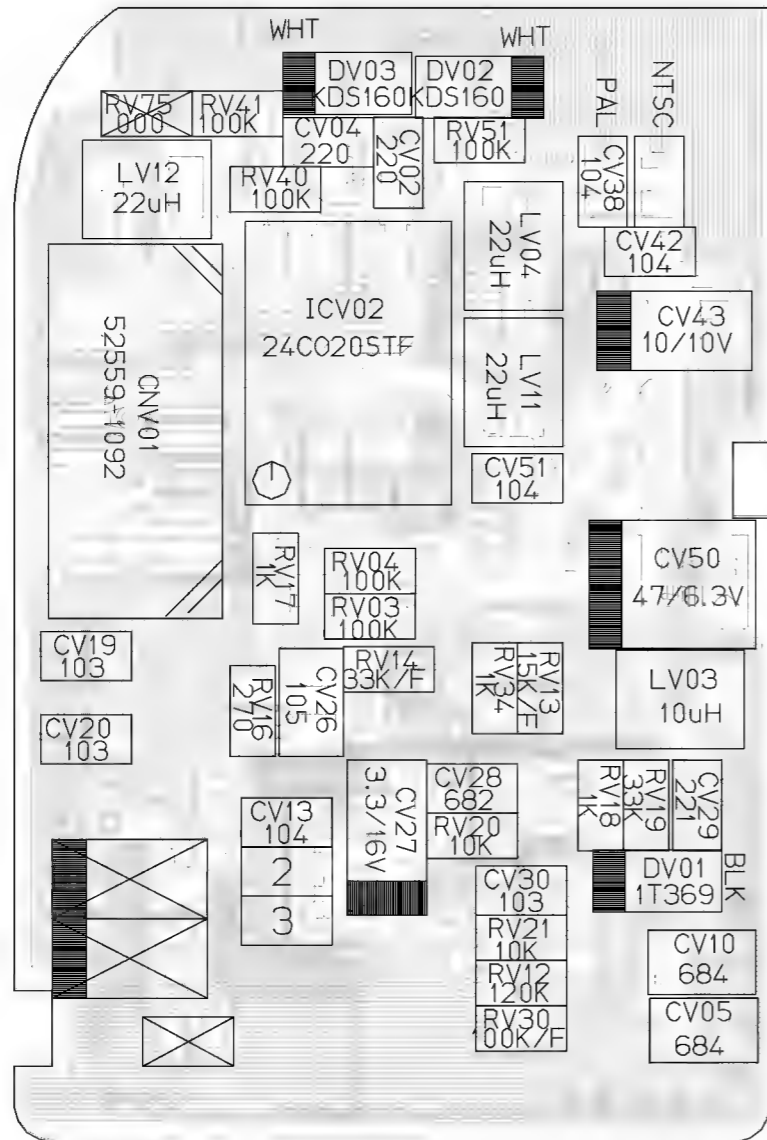 WHT
WHT
DV03
KDS160
DV02
KDS160
PAL
NTSC
RV75
000
RV41
100K
CV04
220
CV02
220
RV51
100K
LV12
22uH
RV40
100K
CV38
104
CV42
104
LV04
22uH
ICV02
24C020STF
CV43
10/10V
CNV01
52559-1092
LV11
22uH
CV51
104
RV17
1K
RV04
100K
RV03
100K
CV50
47/6.3V
CV19
103
RV14
33K/F
RV16
270
CV26
105
RV34
1K
RV13
15K/F
LV03
10uH
CV20
103
CV27
3.3/16V
CV28
682
RV20
10K
RV18
1K
RV19
33K
CV29
221
CV13
104
2
3
DV01
1T369
BLK
CV30
103
RV21
10K
RV12
120K
RV30
100K/F
CV10
684
CV05
684